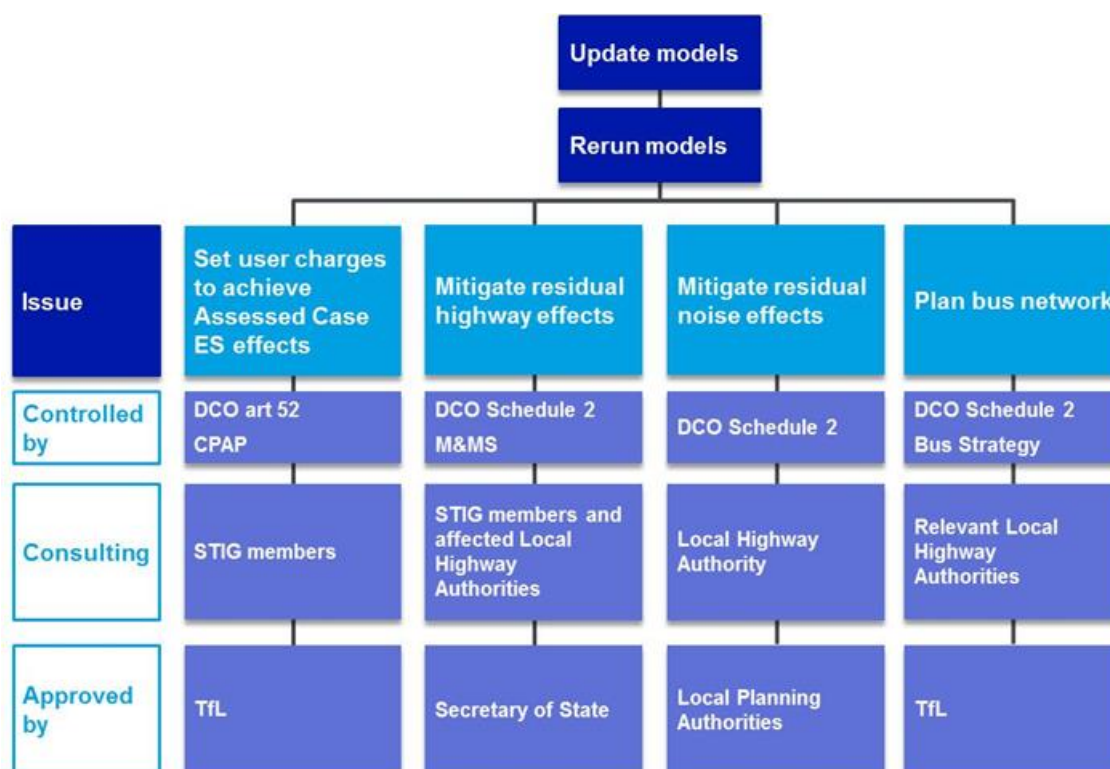 Update models
Rerun models
Issue
Set user charges
to achieve
Assessed Case
ES effects
Mitigate residual
highway effects
Mitigate residual
noise effects
Plan bus network
Controlled
by
DCO art 52
CPAP
DCO Schedule 2
M&MS
DCO Schedule 2
DCO Schedule 2
Bus Strategy
Consulting
STIG members
STIG members and
affected Local
Highway
Authorities
Local Highway
Authority
Relevant Local
Highway
Authorities
Approved
by
TfL
Secretary of State
Local Planning
Authorities
TfL